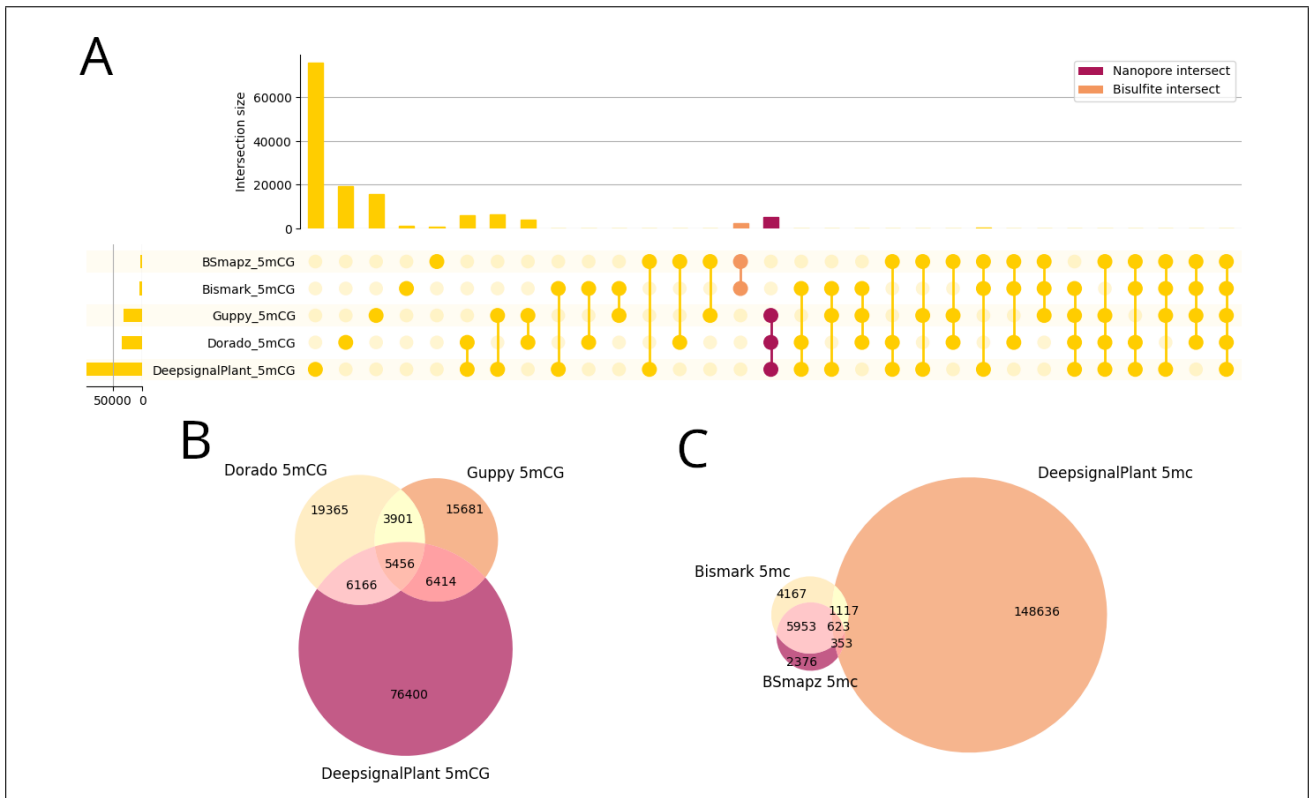 A
Nanopore intersect
Bisulfite intersect
Intersection size
60000
40000
20000
0
BSmapz_5mCG
Bismark_5mCG
Guppy_5mCG
Dorado_5mCG
DeepsignalPlant_5mCG
50000 0
B
C
Dorado 5mCG
Guppy 5mCG
19365
3901
15681
5456
6166
6414
76400
DeepsignalPlant 5mCG
DeepsignalPlant 5mc
Bismark 5mc
4167
1117
5953
623
353
2376
148636
BSmapz 5mc